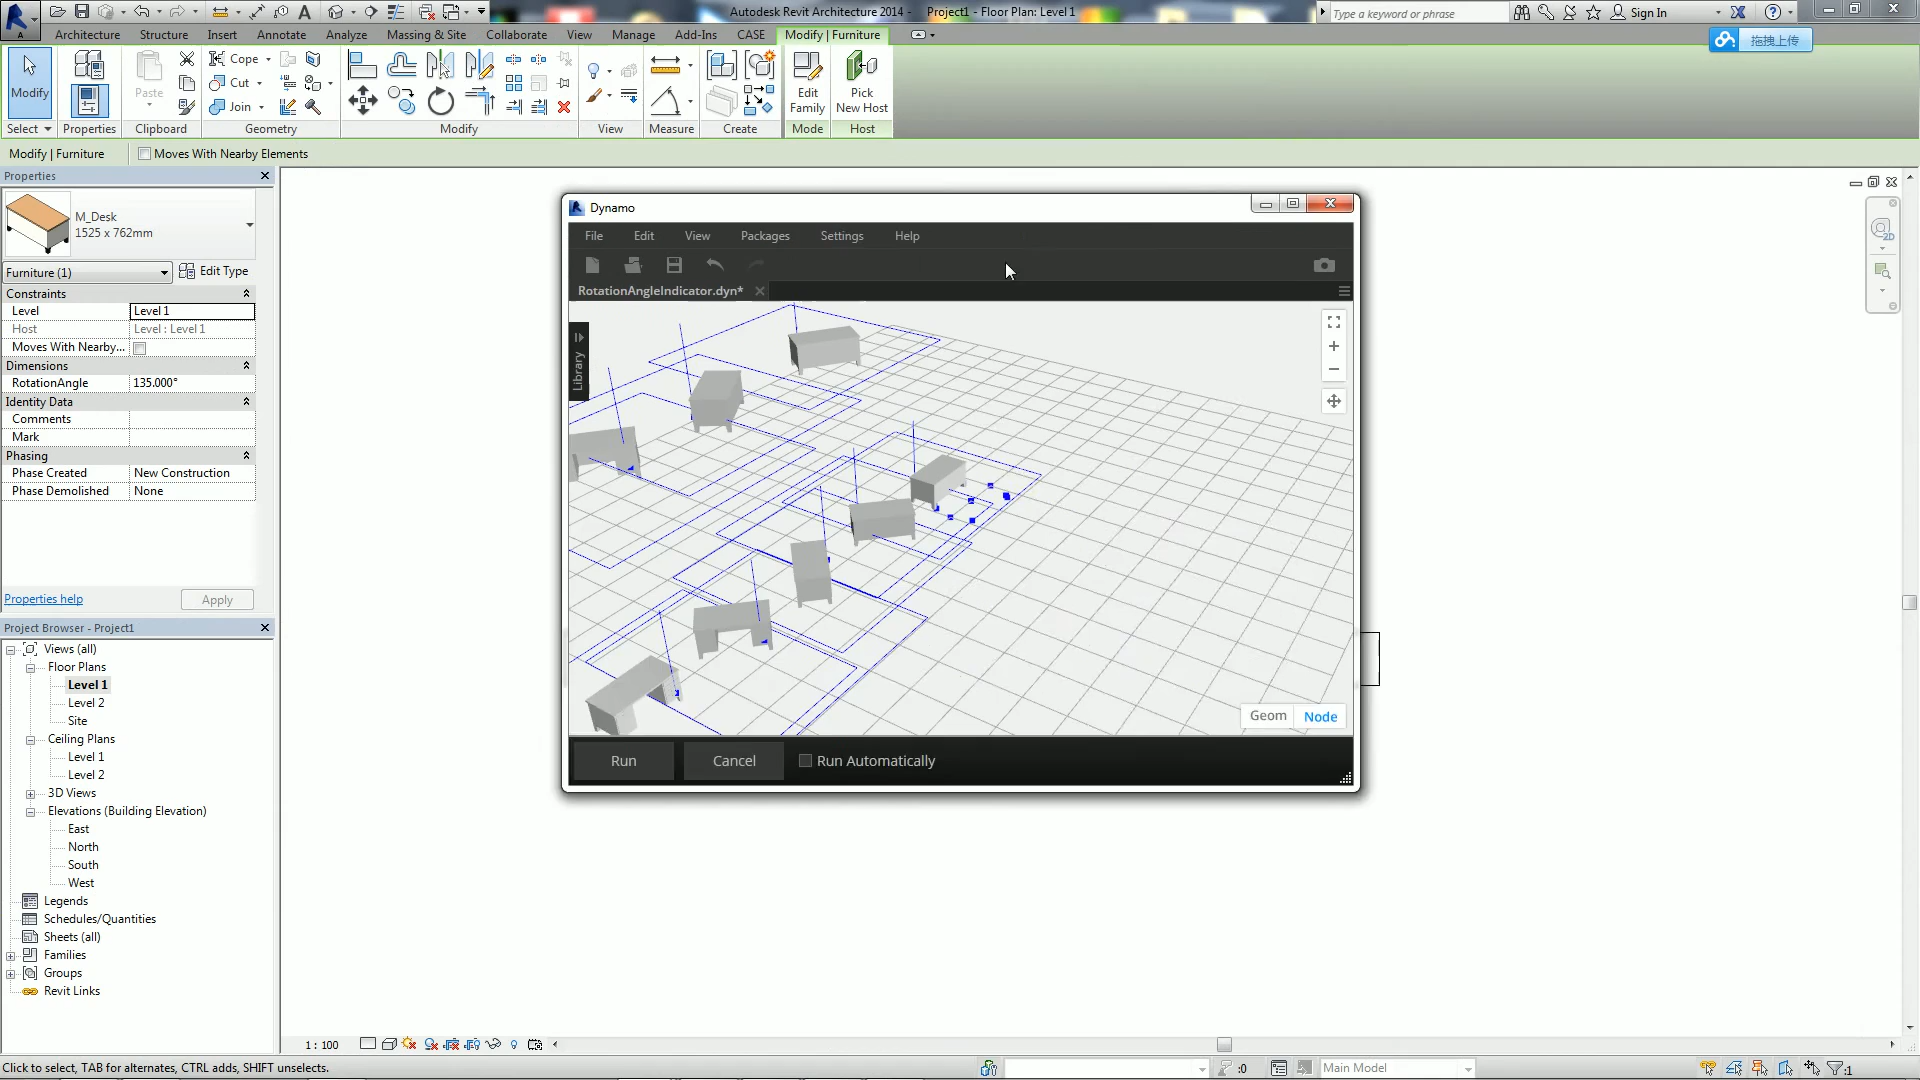 Autodesk Revit Architecture 2014 -    Project1 - Floor Plan: Level 1
Type a keyword or phrase
Sign In
Architecture Structure Insert Annotate Analyze Massing & Site Collaborate View Manage Add-Ins CASE Modify | Furniture
拖拽上传
Modify
Paste
Cope
Cut
Join
Edit
Family
Pick
New Host
Select Properties Clipboard Geometry Modify View Measure Create Mode Host
Modify | Furniture
Moves With Nearby Elements
Properties
M_Desk
1525 x 762mm
Furniture (1)
Edit Type
Constraints
Level Level 1
Host Level : Level 1
Moves With Nearby...
Dimensions
RotationAngle 135.000°
Identity Data
Comments
Mark
Phasing
Phase Created New Construction
Phase Demolished None
Properties help
Apply
Project Browser - Project1
Views (all)
Floor Plans
Level 1
Level 2
Site
Ceiling Plans
Level 1
Level 2
3D Views
Elevations (Building Elevation)
East
North
South
West
Legends
Schedules/Quantities
Sheets (all)
Families
Groups
Revit Links
Dynamo
File Edit View Packages Settings Help
RotationAngleIndicator.dyn*
Library
Geom Node
Run Cancel Run Automatically
2D
1 : 100
Click to select, TAB for alternates, CTRL adds, SHIFT unselects.
:0
Main Model
:1